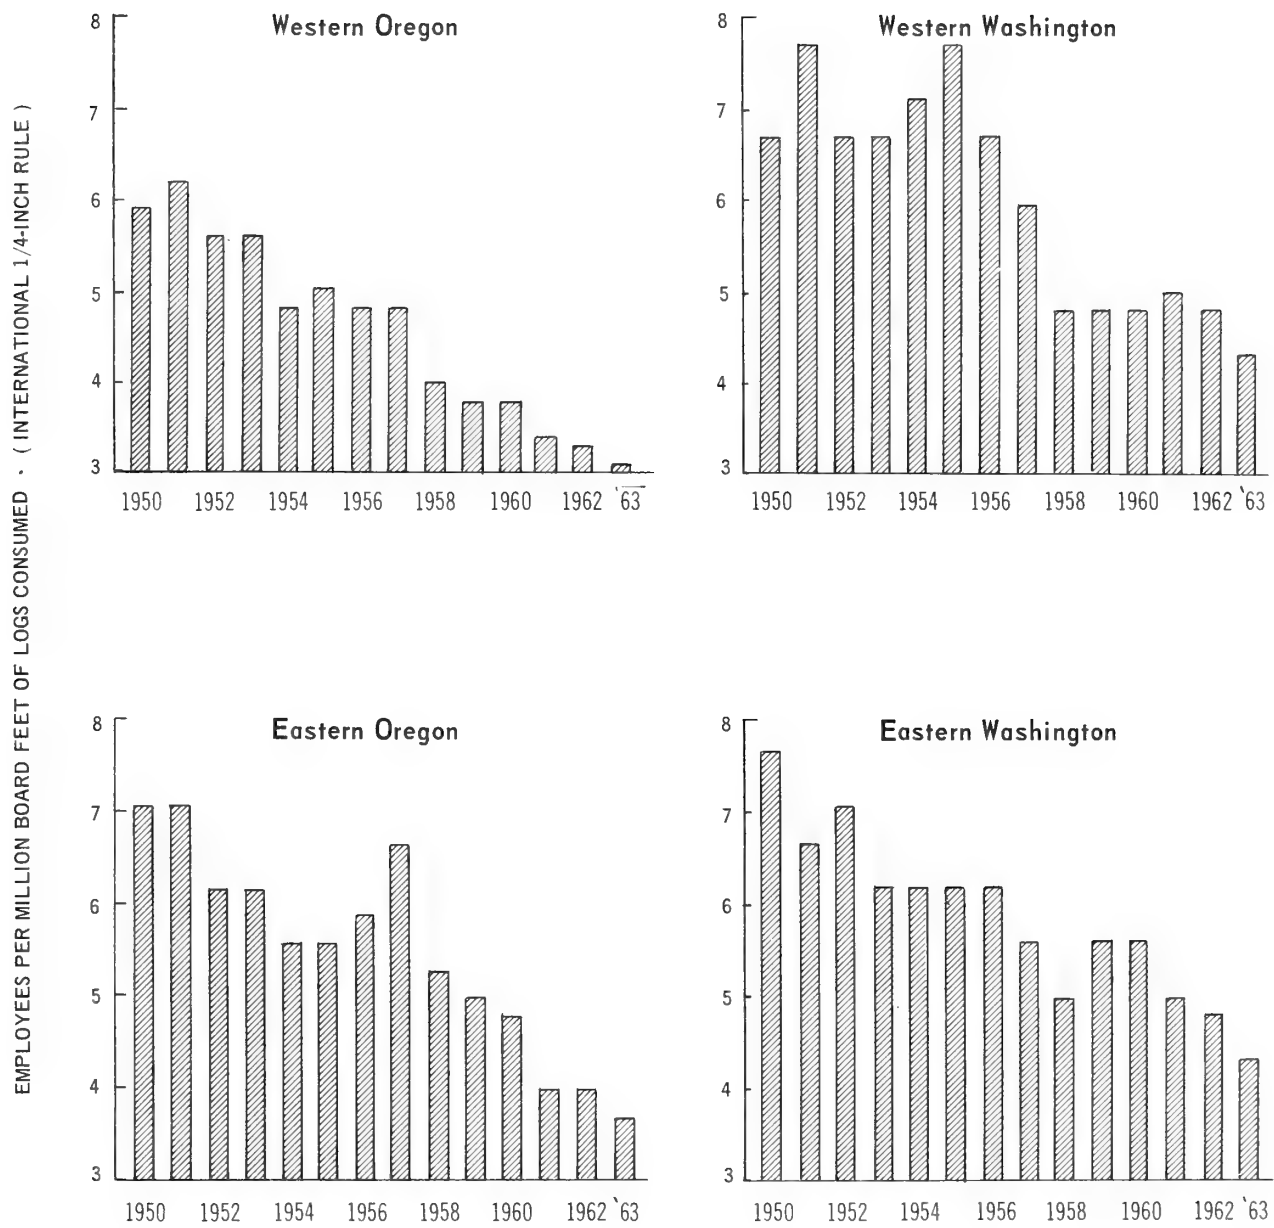 EMPLOYEES PER MILLION BOARD FEET OF LOGS CONSUMED · (INTERNATIONAL 1/4-INCH RULE )
Western Oregon
8
7
6
5
4
3
1950 1952 1954 1956 1958 1960 1962 '63
Western Washington
8
7
6
5
4
3
1950 1952 1954 1956 1958 1960 1962 '63
Eastern Oregon
8
7
6
5
4
3
1950 1952 1954 1956 1958 1960 1962 '63
Eastern Washington
8
7
6
5
4
3
1950 1952 1954 1956 1958 1960 1962 '63